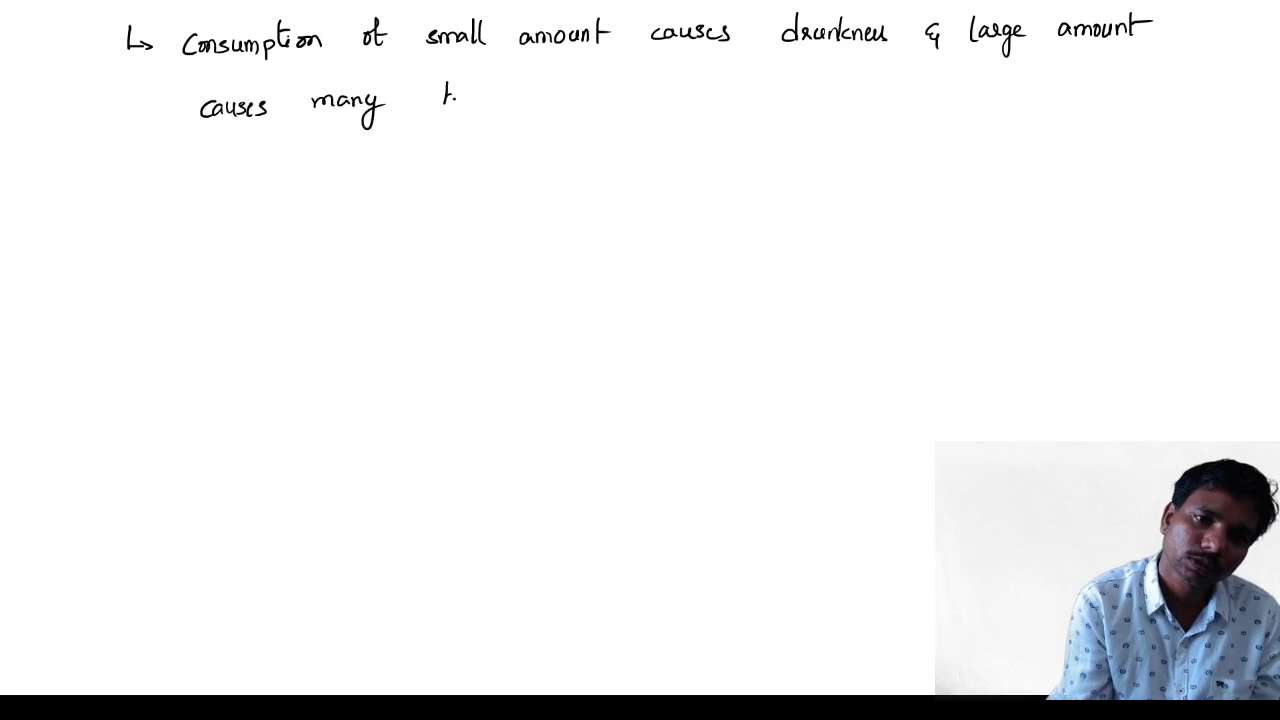 ↳ Consumption of small amount causes drunkness & large amount
causes many